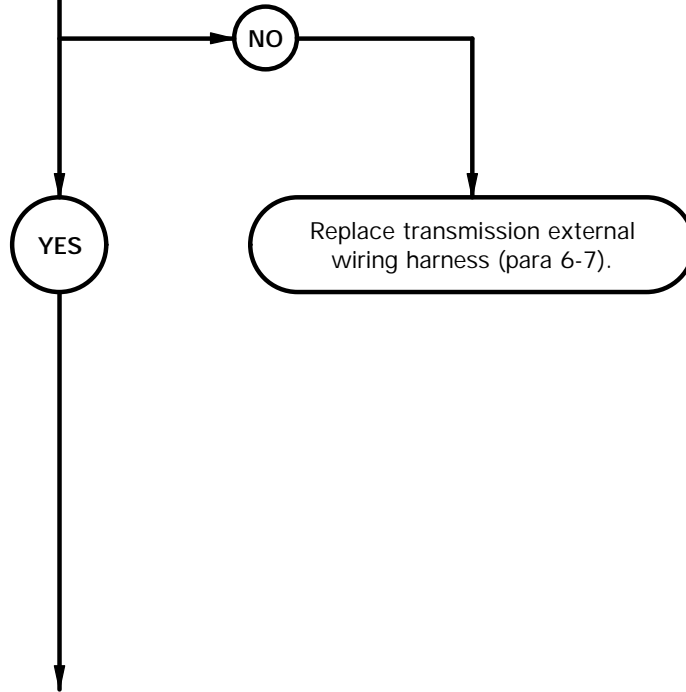 NO
YES
Replace transmission external
wiring harness (para 6-7).